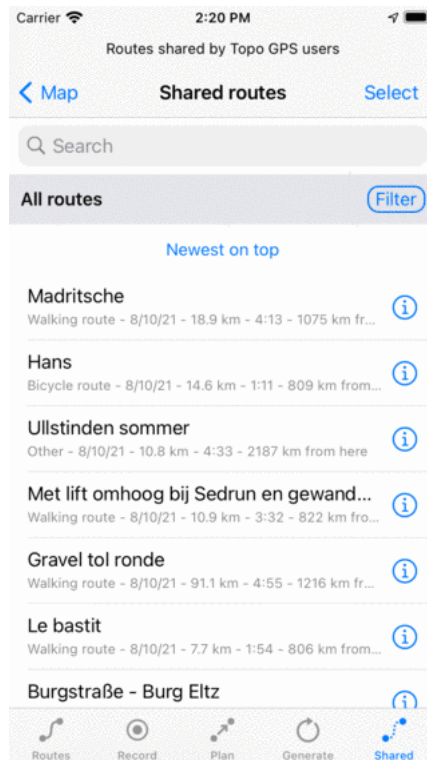 Carrier 2:20 PM
Routes shared by Topo GPS users
Map Shared routes Select
Search
All routes Filter
Newest on top
Madritsche
Walking route - 8/10/21 - 18.9 km - 4:13 - 1075 km fr...
Hans
Bicycle route - 8/10/21 - 14.6 km - 1:11 - 809 km from...
Ullstinden sommer
Other - 8/10/21 - 10.8 km - 4:33 - 2187 km from here
Met lift omhoog bij Sedrun en gewand...
Walking route - 8/10/21 - 10.9 km - 3:32 - 822 km fro...
Gravel tol ronde
Walking route - 8/10/21 - 91.1 km - 4:55 - 1216 km fr...
Le bastit
Walking route - 8/10/21 - 7.7 km - 1:54 - 806 km from...
Burgstraße - Burg Eltz
Routes Record Plan Generate Shared